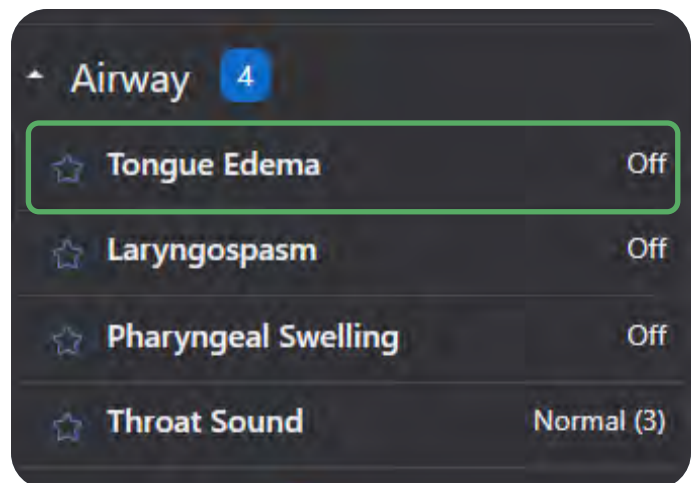 Airway 4
Tongue Edema Off
Laryngospasm Off
Pharyngeal Swelling Off
Throat Sound Normal (3)